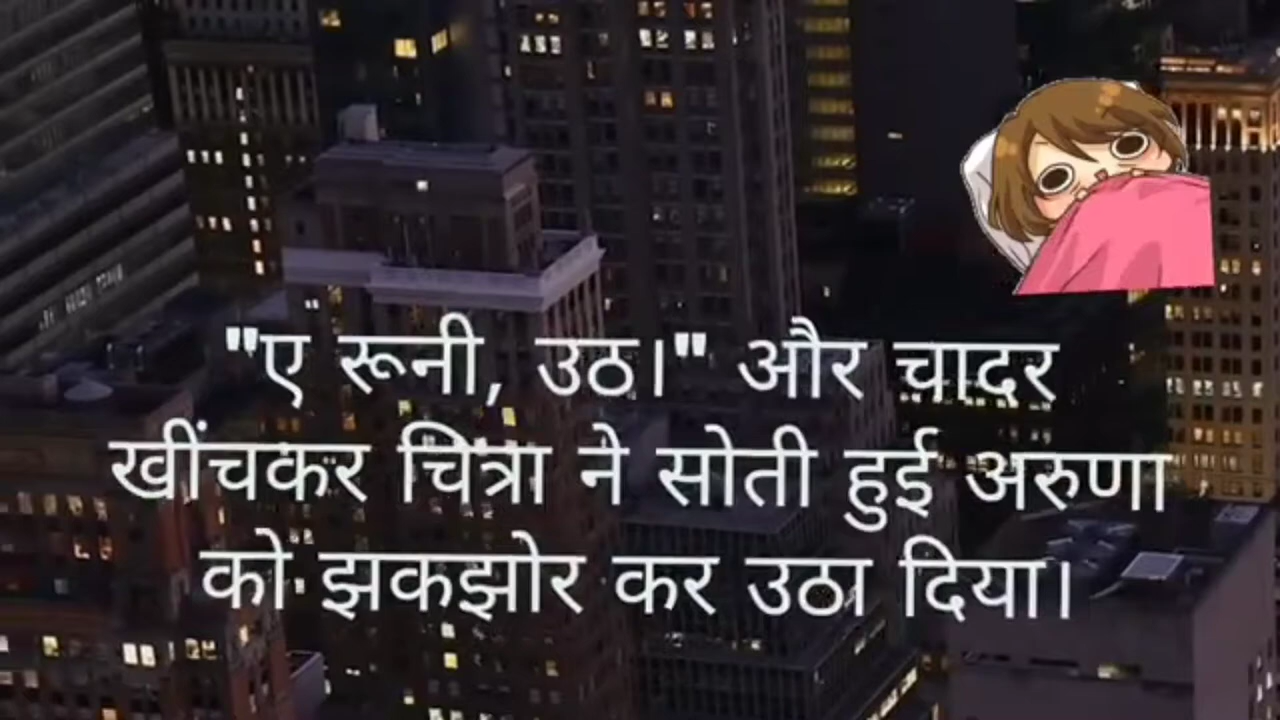 "ए रूनी, उठ।" और चादर
खींचकर चित्रा ने सोती हुई अरुणा
को झकझोर कर उठा दिया।